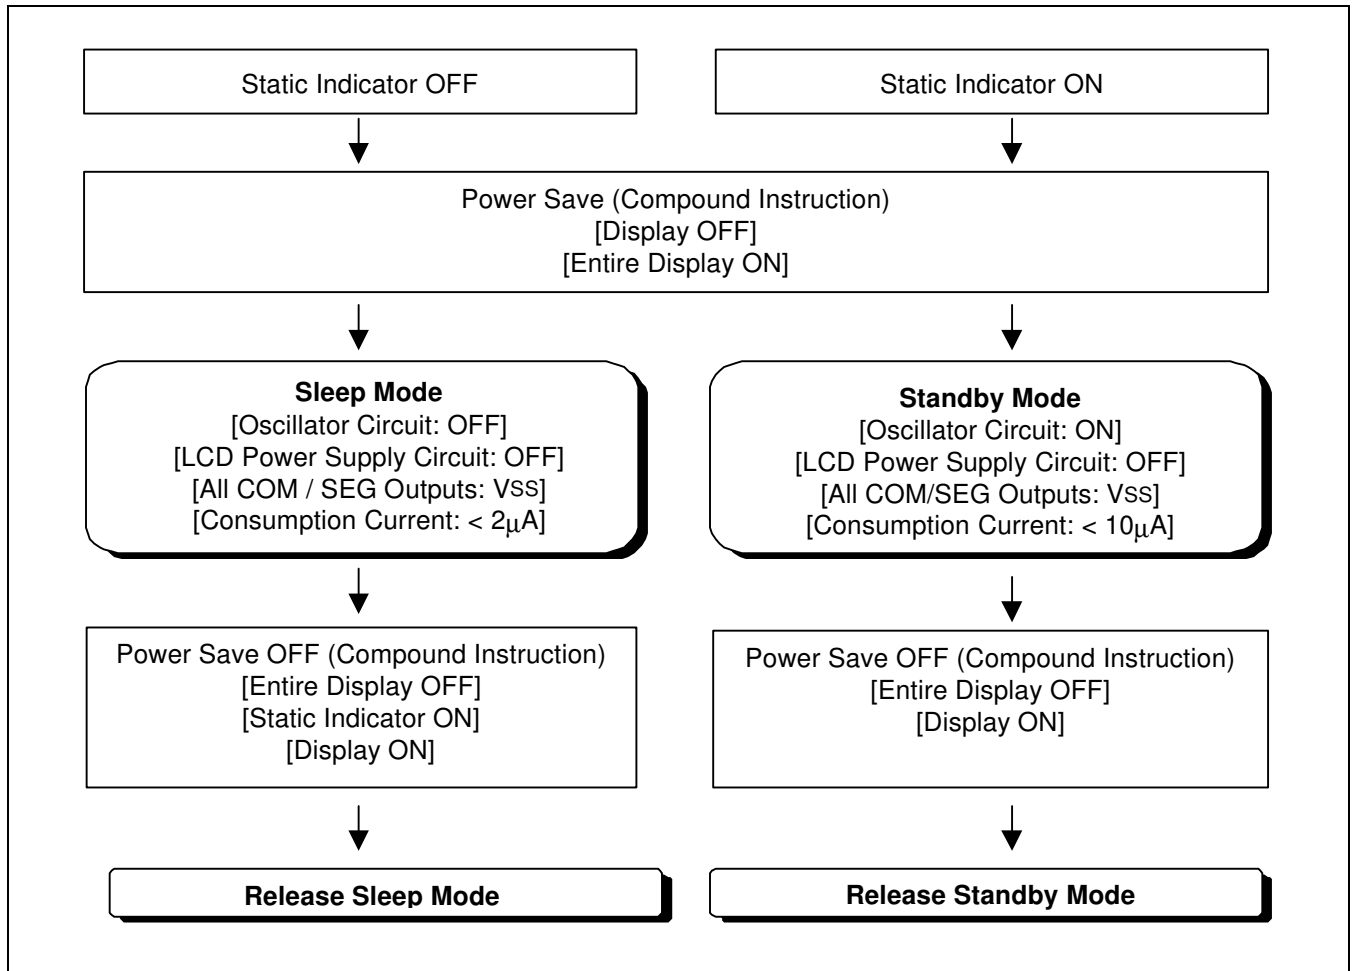 Static Indicator OFF
Static Indicator ON
Power Save (Compound Instruction)
[Display OFF]
[Entire Display ON]
Sleep Mode
[Oscillator Circuit: OFF]
[LCD Power Supply Circuit: OFF]
[All COM / SEG Outputs: VSS]
[Consumption Current: < 2μA]
Standby Mode
[Oscillator Circuit: ON]
[LCD Power Supply Circuit: OFF]
[All COM/SEG Outputs: VSS]
[Consumption Current: < 10μA]
Power Save OFF (Compound Instruction)
[Entire Display OFF]
[Static Indicator ON]
[Display ON]
Power Save OFF (Compound Instruction)
[Entire Display OFF]
[Display ON]
Release Sleep Mode
Release Standby Mode